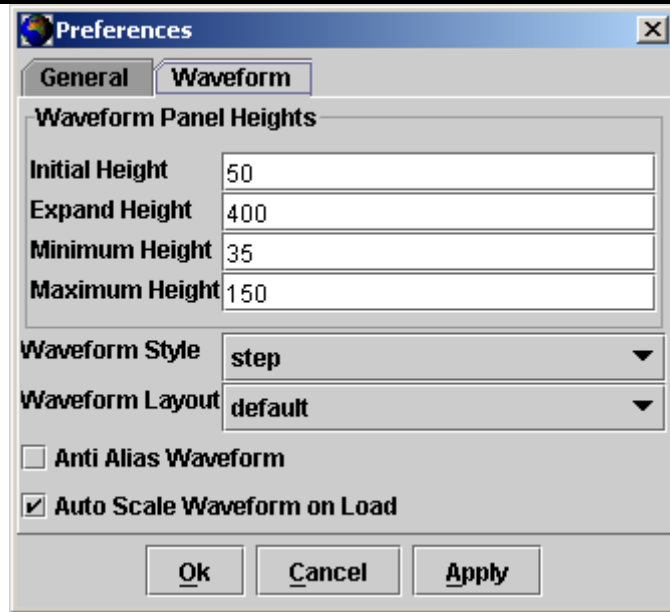 Preferences
General Waveform
Waveform Panel Heights
Initial Height 50
Expand Height 400
Minimum Height 35
Maximum Height 150
Waveform Style step
Waveform Layout default
Anti Alias Waveform
Auto Scale Waveform on Load
Ok Cancel Apply